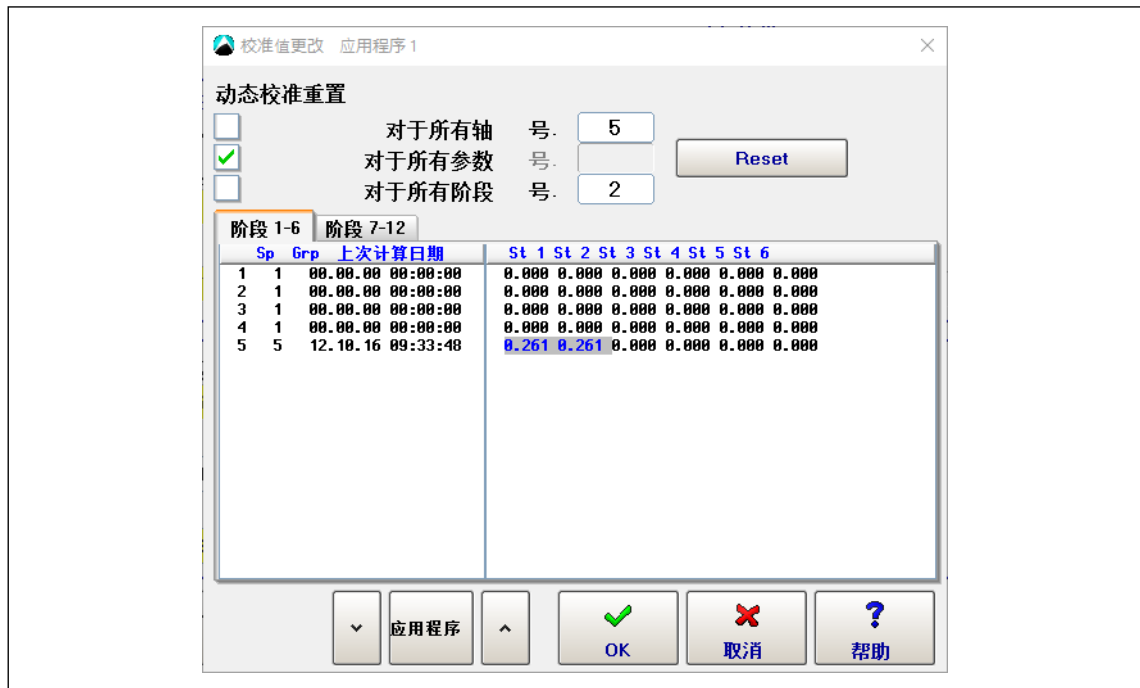 校准值更改 应用程序 1
动态校准重置
对于所有轴 号. 5
对于所有参数 号. Reset
对于所有阶段 号. 2
阶段 1-6 阶段 7-12
Sp Grp 上次计算日期 St 1 St 2 St 3 St 4 St 5 St 6
1 1 00.00.00 00:00:00 0.000 0.000 0.000 0.000 0.000 0.000
2 1 00.00.00 00:00:00 0.000 0.000 0.000 0.000 0.000 0.000
3 1 00.00.00 00:00:00 0.000 0.000 0.000 0.000 0.000 0.000
4 1 00.00.00 00:00:00 0.000 0.000 0.000 0.000 0.000 0.000
5 5 12.10.16 09:33:48 0.261 0.261 0.000 0.000 0.000 0.000
应用程序 OK 取消 帮助